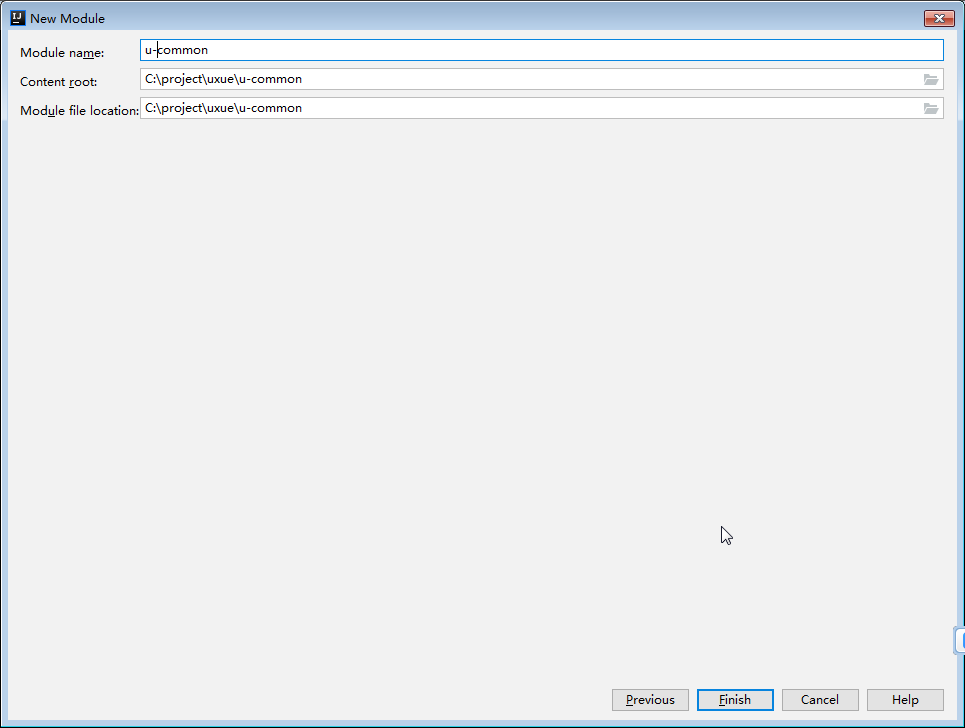 New Module
Module name: u-common
Content root: C:\project\uxue\u-common
Module file location: C:\project\uxue\u-common
Previous Finish Cancel Help